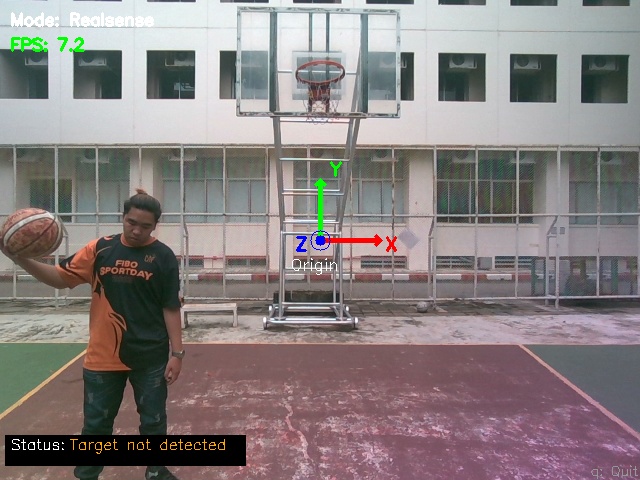 Mode: Realsense
FPS: 7.2
Y
Z
X
Origin
FIBO
SPORTDAY
Status: Target not detected
q: Quit